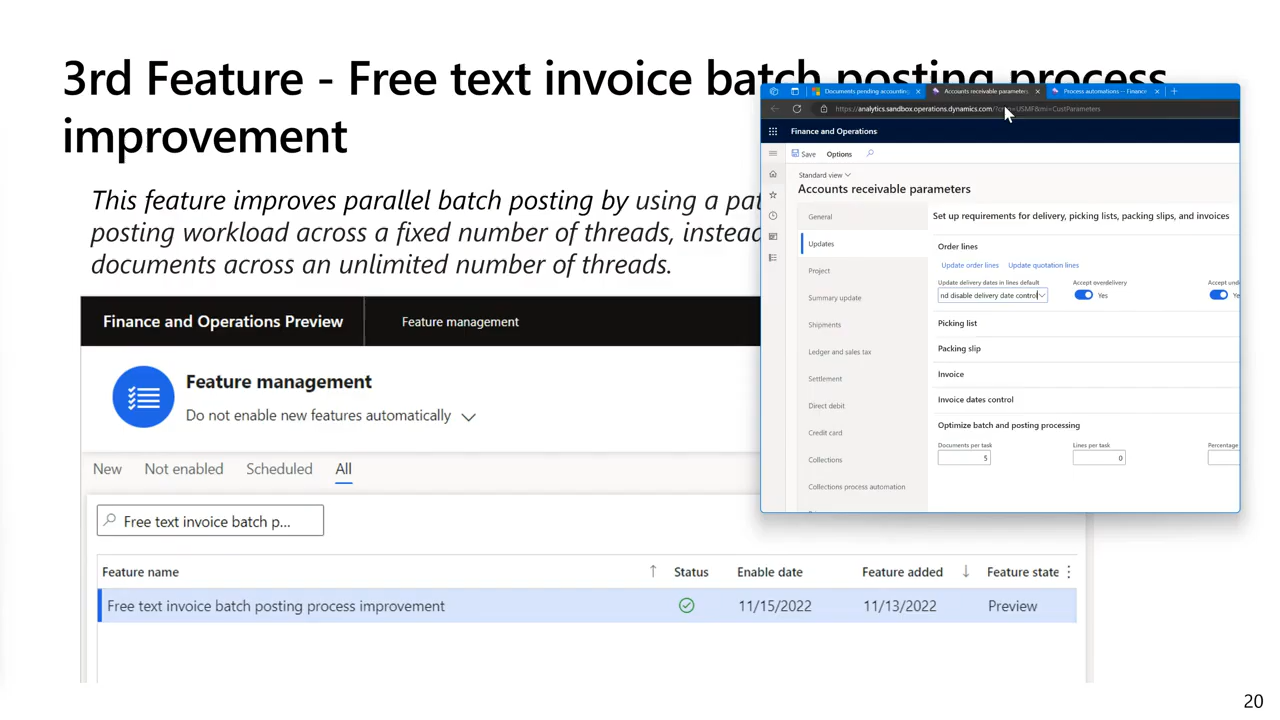 3rd Feature - Free text invoice batch posting process
improvement
This feature improves parallel batch posting by using a
posting workload across a fixed number of threads, instead
documents across an unlimited number of threads.
Finance and Operations Preview
Feature management
Feature management
Do not enable new features automatically
New Not enabled Scheduled All
Free text invoice batch p...
Feature name Status Enable date Feature added Feature state
Free text invoice batch posting process improvement 11/15/2022 11/13/2022 Preview
Documents pending accounting Accounts receivable parameters Process automations -- Finance
https://analytics.sandbox.operations.dynamics.com/
Finance and Operations
Save Options
Standard view
Accounts receivable parameters
General
Updates
Project
Summary update
Shipments
Ledger and sales tax
Settlement
Direct debit
Credit card
Collections
Collections process automation
Set up requirements for delivery, picking lists, packing slips, and invoices
Order lines
Update order lines Update quotation lines
Update delivery dates in lines default Accept overdelivery
nd disable delivery date control Yes
Picking list
Packing slip
Invoice
Invoice dates control
Optimize batch and posting processing
Documents per task Lines per task Percentage
5 0
20